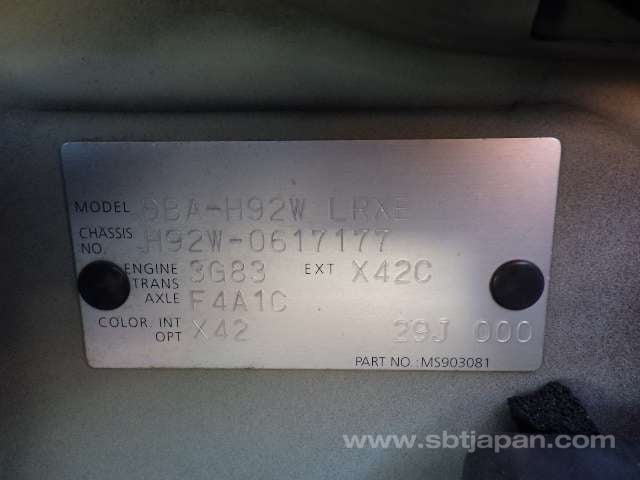 MODEL DBA-H92W LRXE
CHASSIS NO. H92W-0617177
ENGINE 3G83 EXT X42C
TRANS AXLE F4A1C
COLOR. INT OPT X42 29J 000
PART NO. MS903081
www.sbtjapan.com